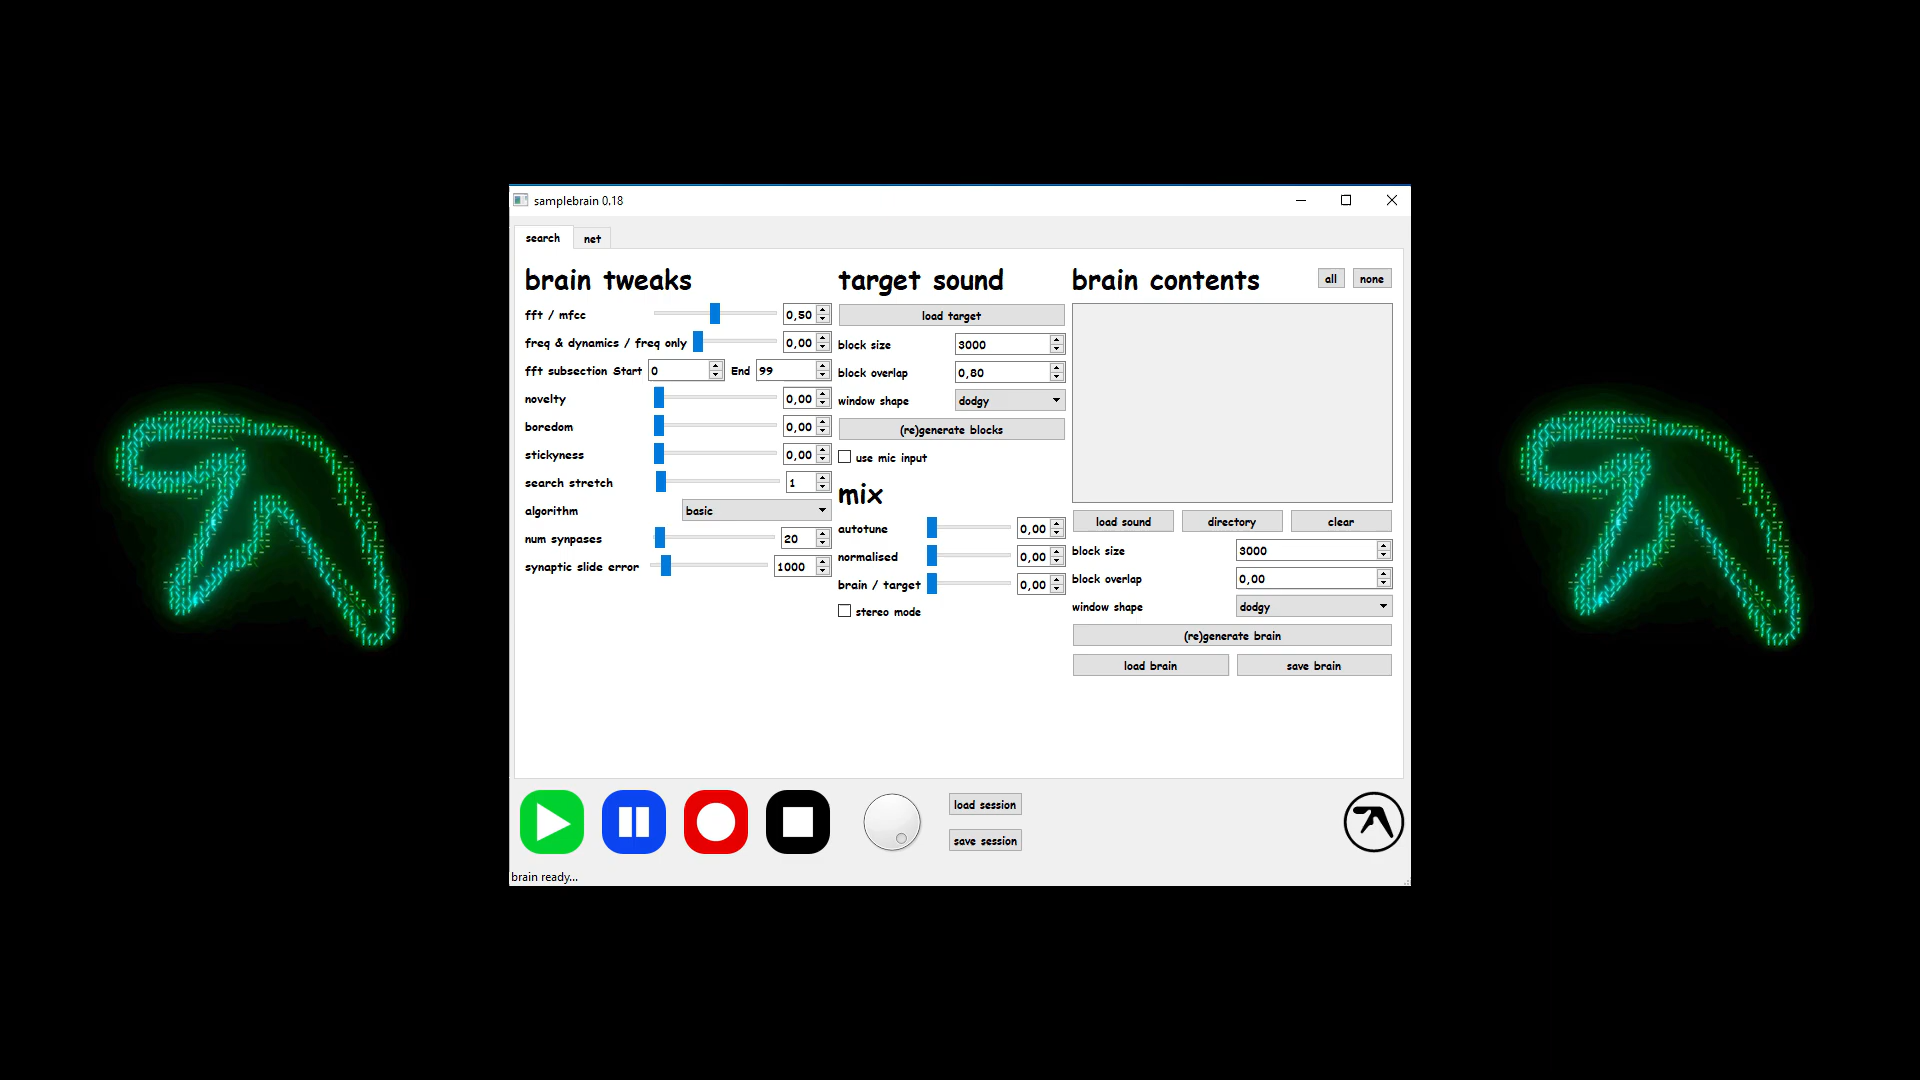 samplebrain 0.18
search net
brain tweaks
fft / mfcc 0,50
freq & dynamics / freq only 0,00
fft subsection Start 0 End 99
novelty 0,00
boredom 0,00
stickyness 0,00
search stretch 1
algorithm basic
num synpases 20
synaptic slide error 1000
target sound
load target
block size 3000
block overlap 0,80
window shape dodgy
(re)generate blocks
use mic input
mix
autotune 0,00
normalised 0,00
brain / target 0,00
stereo mode
brain contents all none
load sound directory clear
block size 3000
block overlap 0,00
window shape dodgy
(re)generate brain
load brain save brain
load session
save session
brain ready...